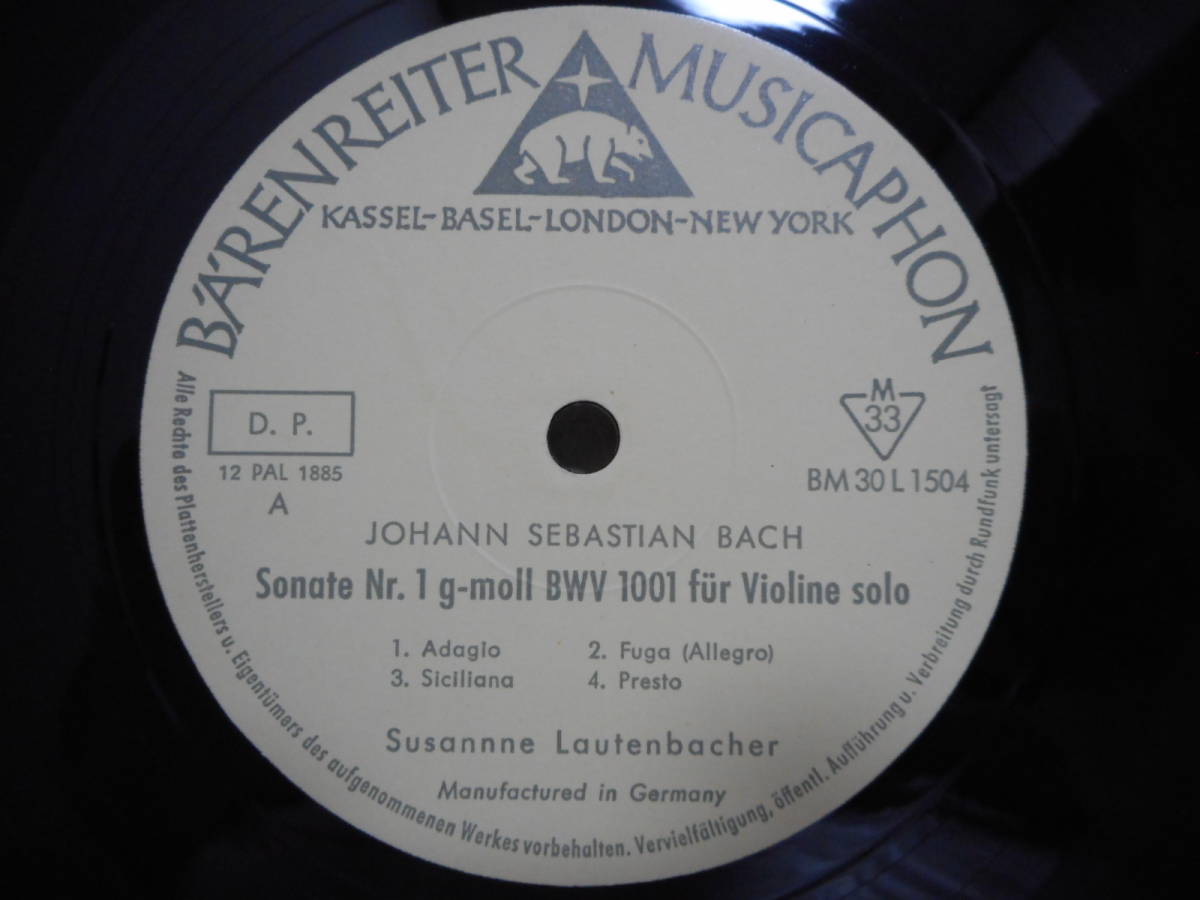 BÄRENREITER MUSICAPHON
KASSEL-BASEL-LONDON-NEW YORK
D. P.
12 PAL 1885
A
M
33
BM 30 L 1504
JOHANN SEBASTIAN BACH
Sonate Nr. 1 g-moll BWV 1001 für Violine solo
1. Adagio 2. Fuga (Allegro)
3. Siciliana 4. Presto
Susannne Lautenbacher
Manufactured in Germany
Alle Rechte des Plattenherstellers u. Eigentümers des aufgenommenen Werkes vorbehalten. Vervielfältigung, öffentl. Aufführung u. Verbreitung durch Rundfunk untersagt